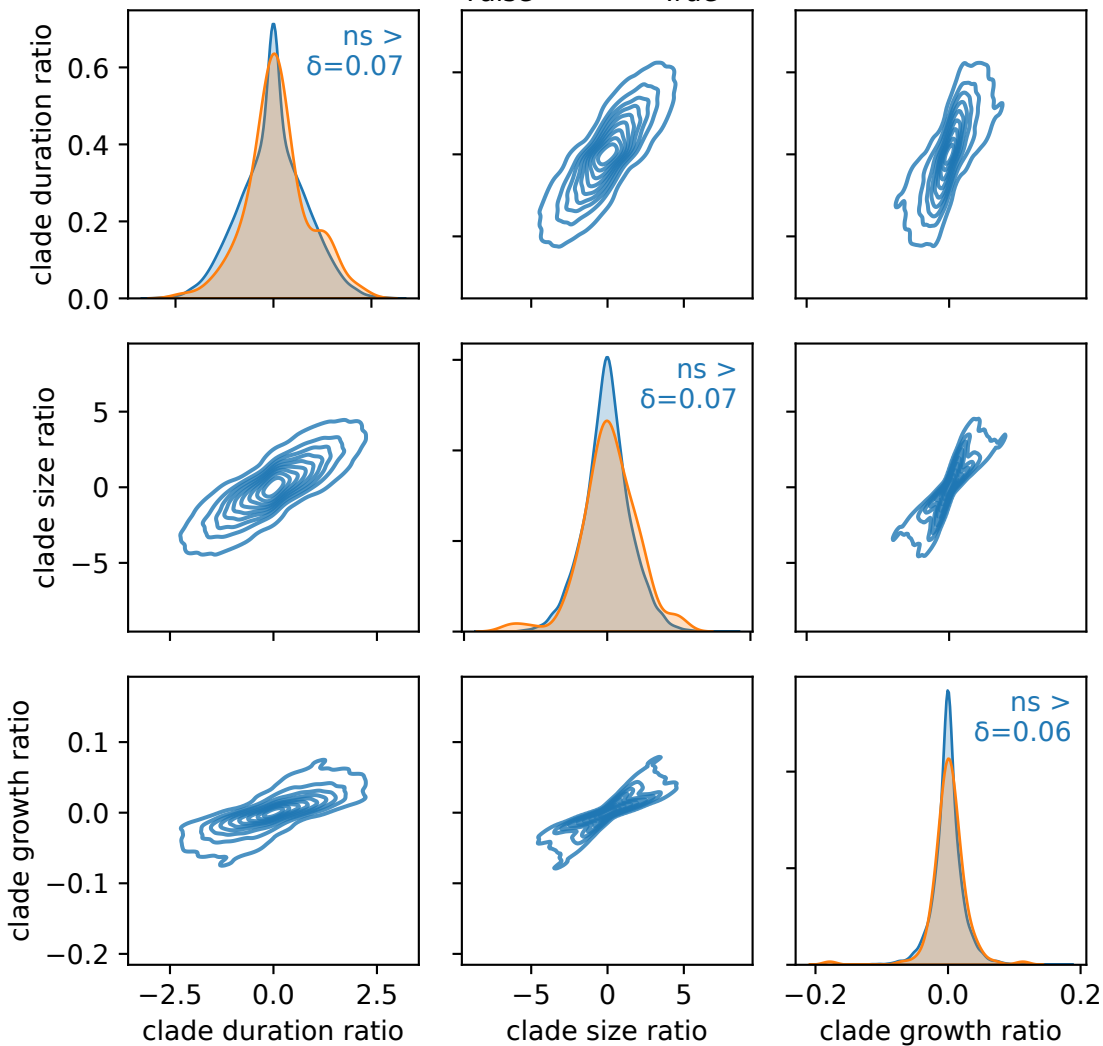 ns >
δ=0.07
clade duration ratio
0.6
0.4
0.2
0.0
ns >
δ=0.07
clade size ratio
5
0
−5
ns >
δ=0.06
clade growth ratio
0.1
0.0
−0.1
−0.2
−2.5 0.0 2.5
−5 0 5
−0.2 0.0 0.2
clade duration ratio
clade size ratio
clade growth ratio